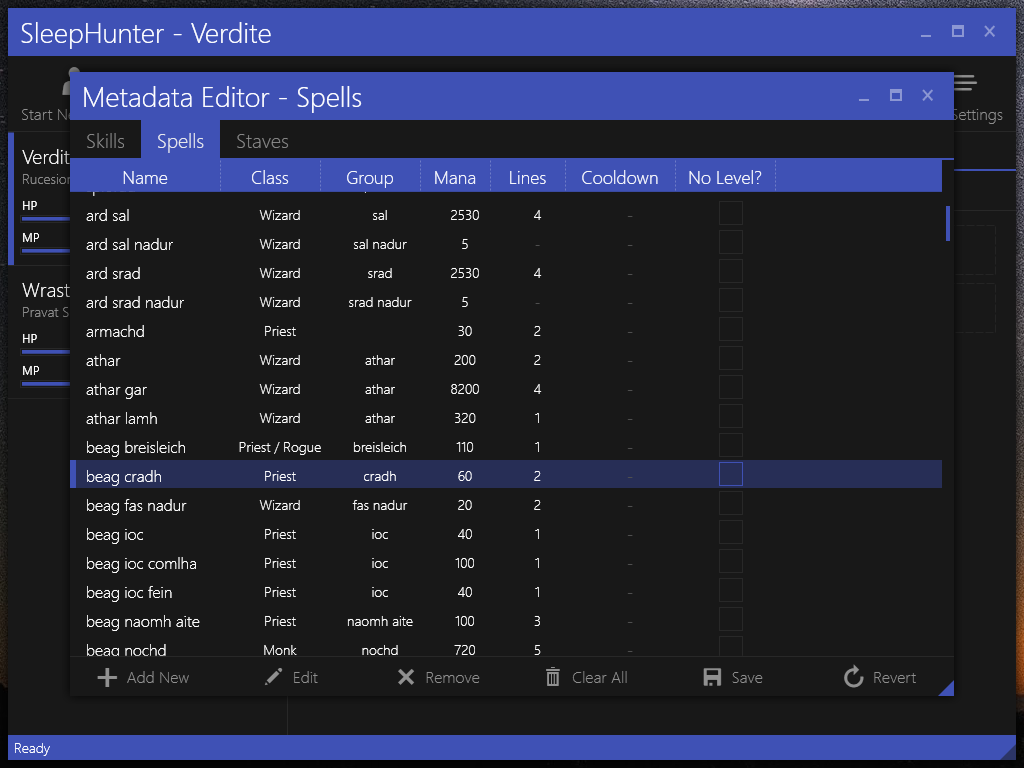 SleepHunter - Verdite
Start N
Settings
Metadata Editor - Spells
Skills Spells Staves
Name Class Group Mana Lines Cooldown No Level?
ard sal Wizard sal 2530 4 -
ard sal nadur Wizard sal nadur 5 - -
ard srad Wizard srad 2530 4 -
ard srad nadur Wizard srad nadur 5 - -
armachd Priest 30 2 -
athar Wizard athar 200 2 -
athar gar Wizard athar 8200 4 -
athar lamh Wizard athar 320 1 -
beag breisleich Priest / Rogue breisleich 110 1 -
beag cradh Priest cradh 60 2 -
beag fas nadur Wizard fas nadur 20 2 -
beag ioc Priest ioc 40 1 -
beag ioc comlha Priest ioc 100 1 -
beag ioc fein Priest ioc 40 1 -
beag naomh aite Priest naomh aite 100 3 -
beag nochd Monk nochd 720 5 -
Add New Edit Remove Clear All Save Revert
Verdit
Rucesion
HP
MP
Wrast
Pravat S
HP
MP
Ready